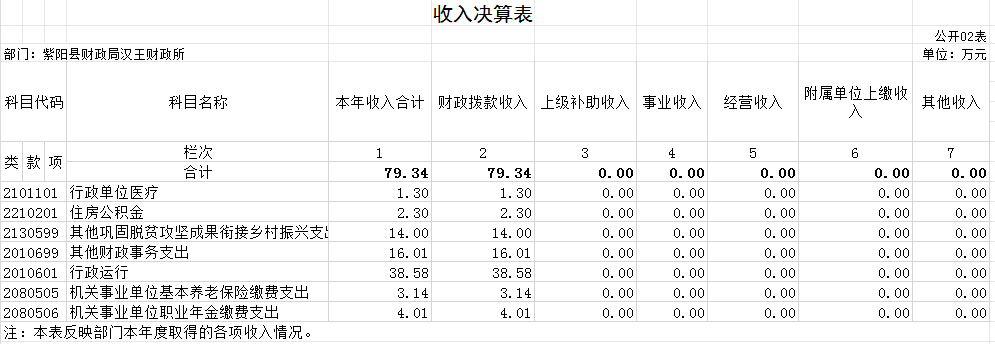 收入决算表
公开02表
部门：紫阳县财政局汉王财政所 单位：万元
科目代码 科目名称 本年收入合计 财政拨款收入 上级补助收入 事业收入 经营收入 附属单位上缴收入 其他收入
类 款 项 栏次 1 2 3 4 5 6 7
合计 79.34 79.34 0.00 0.00 0.00 0.00 0.00
2101101 行政单位医疗 1.30 1.30 0.00 0.00 0.00 0.00 0.00
2210201 住房公积金 2.30 2.30 0.00 0.00 0.00 0.00 0.00
2130599 其他巩固脱贫攻坚成果衔接乡村振兴支出 14.00 14.00 0.00 0.00 0.00 0.00 0.00
2010699 其他财政事务支出 16.01 16.01 0.00 0.00 0.00 0.00 0.00
2010601 行政运行 38.58 38.58 0.00 0.00 0.00 0.00 0.00
2080505 机关事业单位基本养老保险缴费支出 3.14 3.14 0.00 0.00 0.00 0.00 0.00
2080506 机关事业单位职业年金缴费支出 4.01 4.01 0.00 0.00 0.00 0.00 0.00
注：本表反映部门本年度取得的各项收入情况。